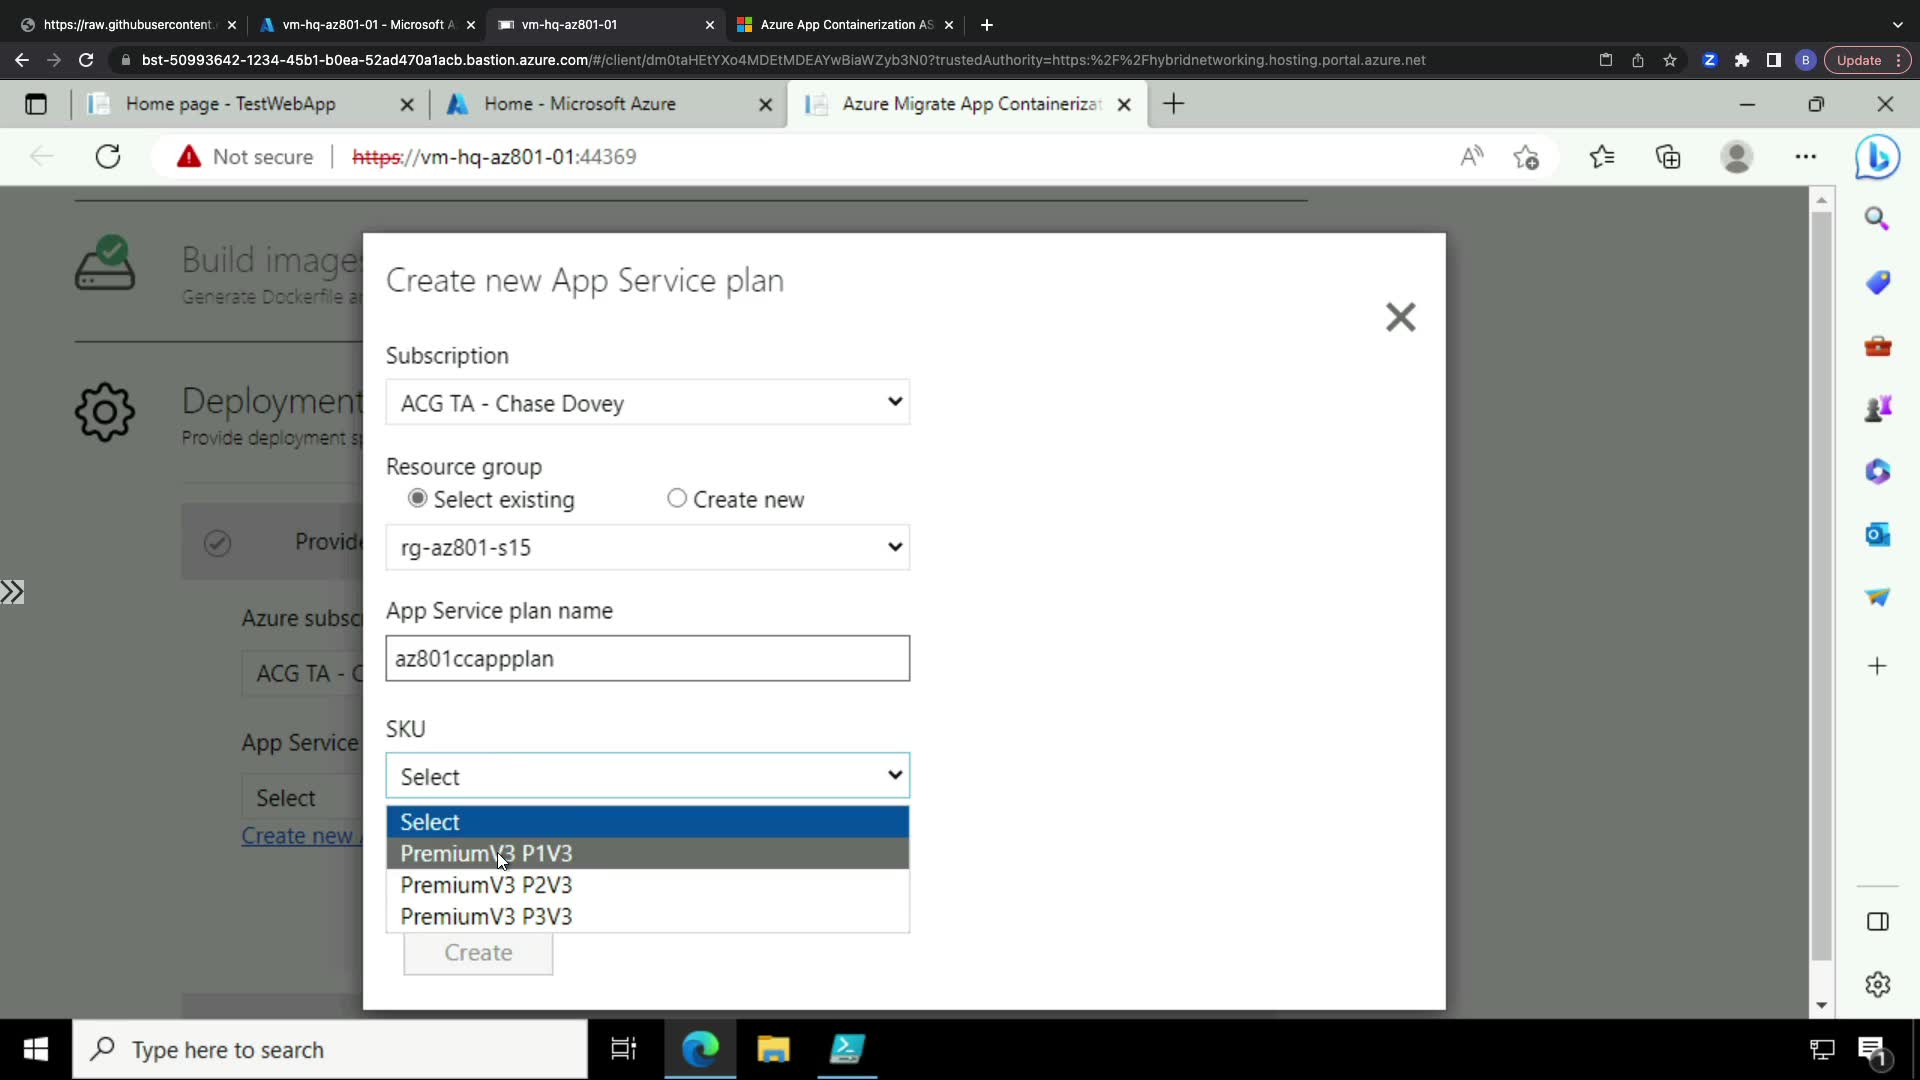 https://raw.githubusercontent.
vm-hq-az801-01 - Microsoft A
vm-hq-az801-01
Azure App Containerization AS
bst-50993642-1234-45b1-b0ea-52ad470a1acb.bastion.azure.com/#/client/dm0taHEtYXo4MDEtMDEAYwBiaWZyb3N0?trustedAuthority=https:%2F%2Fhybridnetworking.hosting.portal.azure.net
B
Update
Home page - TestWebApp
Home - Microsoft Azure
Azure Migrate App Containerizat
Not secure
https://vm-hq-az801-01:44369
Build images
Generate Dockerfile a
Deployment
Provide deployment s
Provide
Azure subsc
ACG TA - C
App Service
Select
Create new
Create new App Service plan
Subscription
ACG TA - Chase Dovey
Resource group
Select existing
Create new
rg-az801-s15
App Service plan name
az801ccappplan
SKU
Select
Select
PremiumV3 P1V3
PremiumV3 P2V3
PremiumV3 P3V3
Create
Type here to search
1